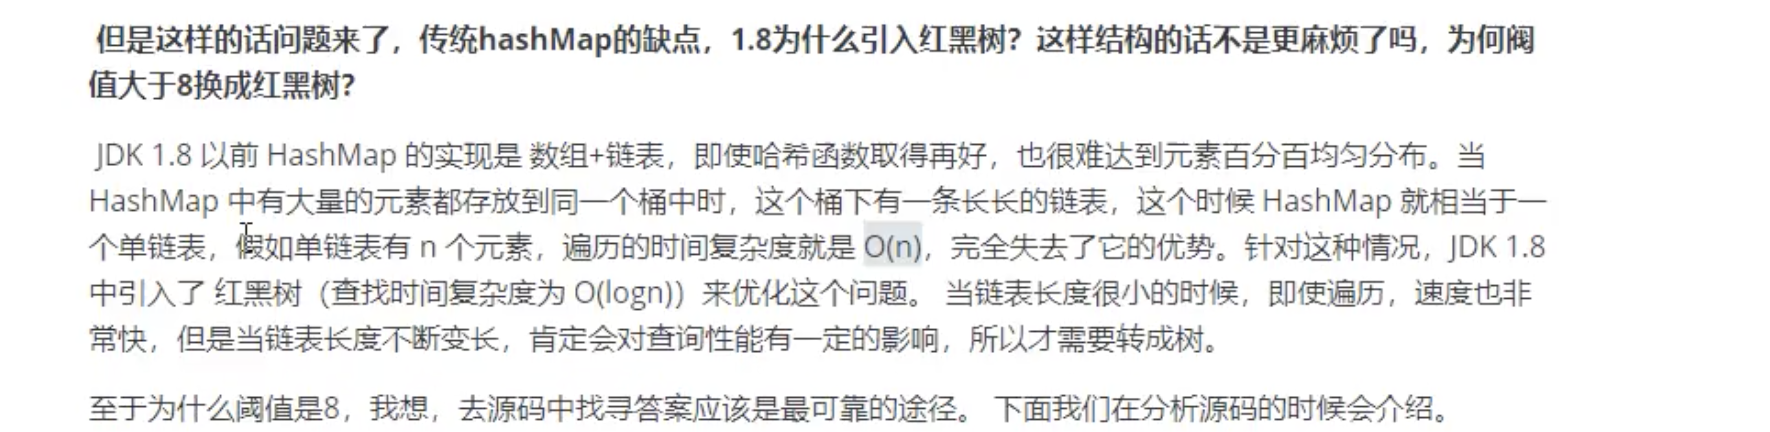 但是这样的话问题来了，传统hashMap的缺点，1.8为什么引入红黑树？这样结构的话不是更麻烦了吗，为何阀
值大于8换成红黑树？
JDK 1.8 以前 HashMap 的实现是 数组+链表，即使哈希函数取得再好，也很难达到元素百分百均匀分布。当
HashMap 中有大量的元素都存放到同一个桶中时，这个桶下有一条长长的链表，这个时候 HashMap 就相当于一
个单链表，假如单链表有 n 个元素，遍历的时间复杂度就是 O(n)，完全失去了它的优势。针对这种情况，JDK 1.8
中引入了 红黑树（查找时间复杂度为 O(logn)）来优化这个问题。 当链表长度很小的时候，即使遍历，速度也非
常快，但是当链表长度不断变长，肯定会对查询性能有一定的影响，所以才需要转成树。
至于为什么阈值是8，我想，去源码中找寻答案应该是最可靠的途径。 下面我们在分析源码的时候会介绍。